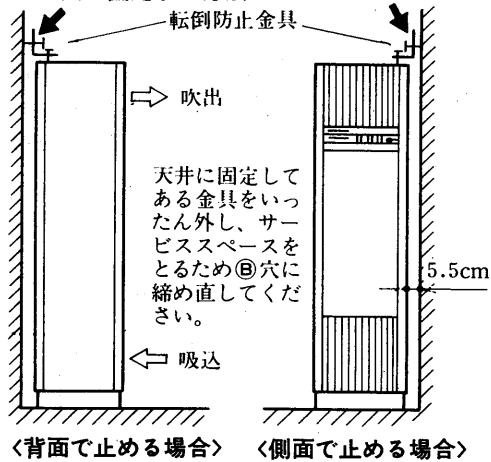 転倒防止金具
吹出
天井に固定して
ある金具をいっ
たん外し、サー
ビススペースを
とるためⒷ穴に
締め直してくだ
さい。
5.5cm
吸込
〈背面で止める場合〉
〈側面で止める場合〉